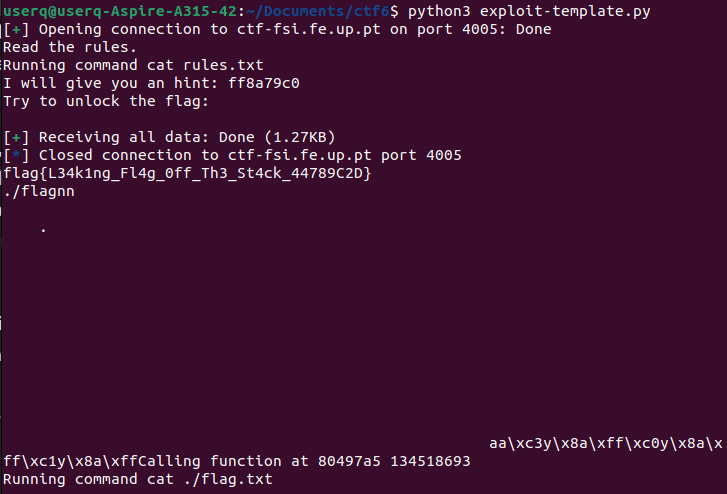 userq@userq-Aspire-A315-42:~/Documents/ctf6$ python3 exploit-template.py
[+] Opening connection to ctf-fsi.fe.up.pt on port 4005: Done
Read the rules.
Running command cat rules.txt
I will give you an hint: ff8a79c0
Try to unlock the flag:
[+] Receiving all data: Done (1.27KB)
[*] Closed connection to ctf-fsi.fe.up.pt port 4005
flag{L34k1ng_Fl4g_0ff_Th3_St4ck_44789C2D}
./flagnn
.
aa\xc3y\x8a\xff\xc0y\x8a\x
ff\xc1y\x8a\xffCalling function at 80497a5 134518693
Running command cat ./flag.txt